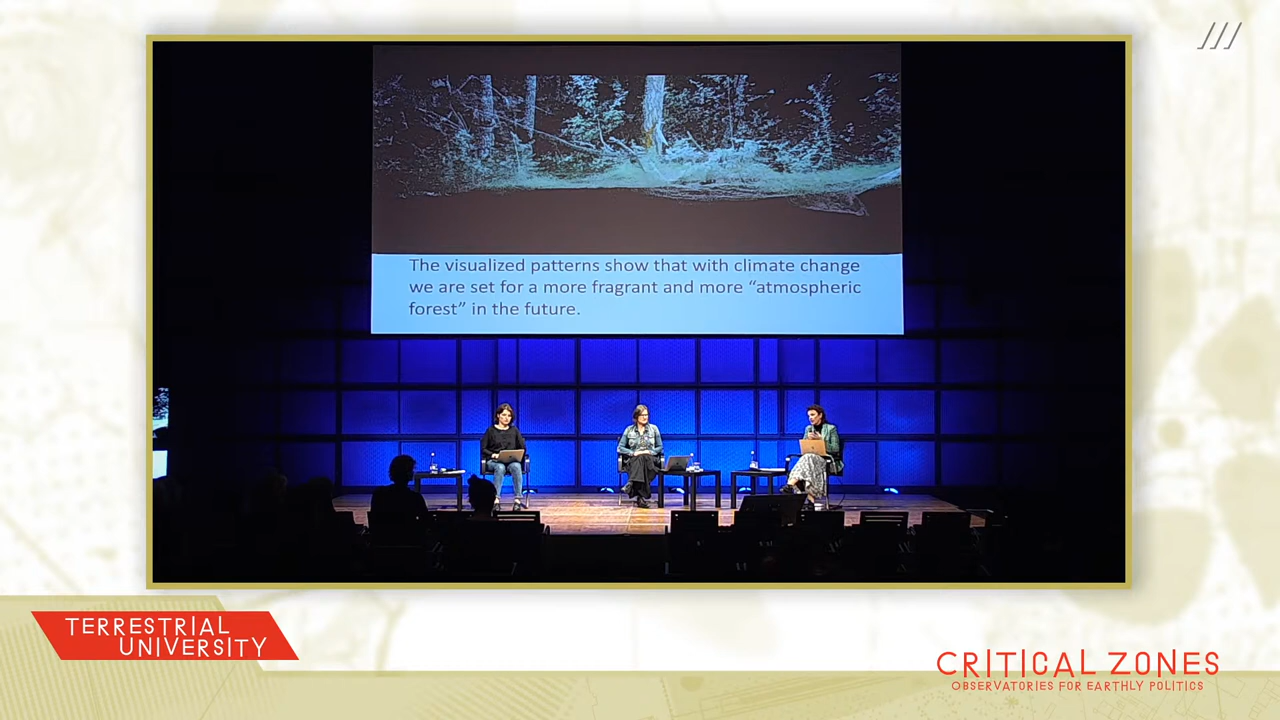 The visualized patterns show that with climate change
we are set for a more fragrant and more “atmospheric
forest” in the future.
TERRESTRIAL
UNIVERSITY
CRITICAL ZONES
OBSERVATORIES FOR EARTHLY POLITICS